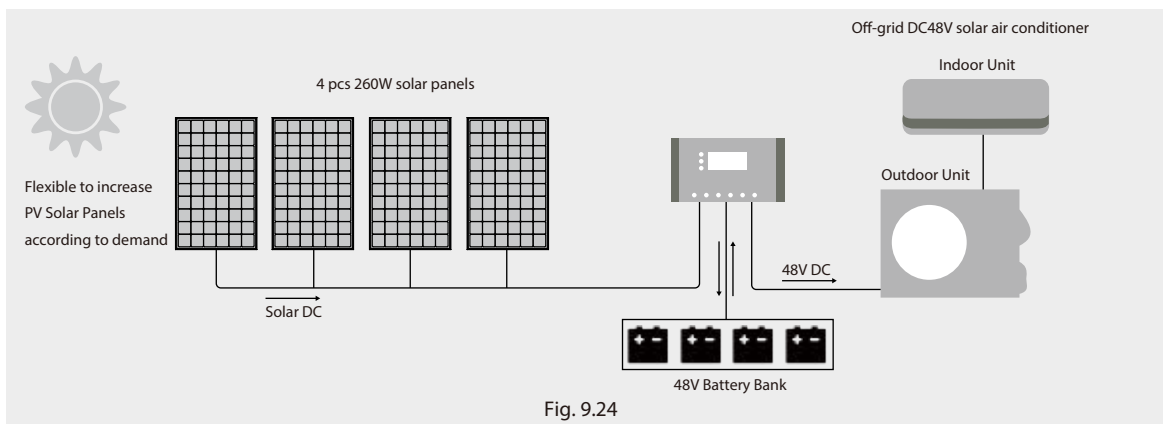 Off-grid DC48V solar air conditioner
Indoor Unit
4 pcs 260W solar panels
Flexible to increase
PV Solar Panels
according to demand
Outdoor Unit
48V DC
Solar DC
48V Battery Bank
Fig. 9.24